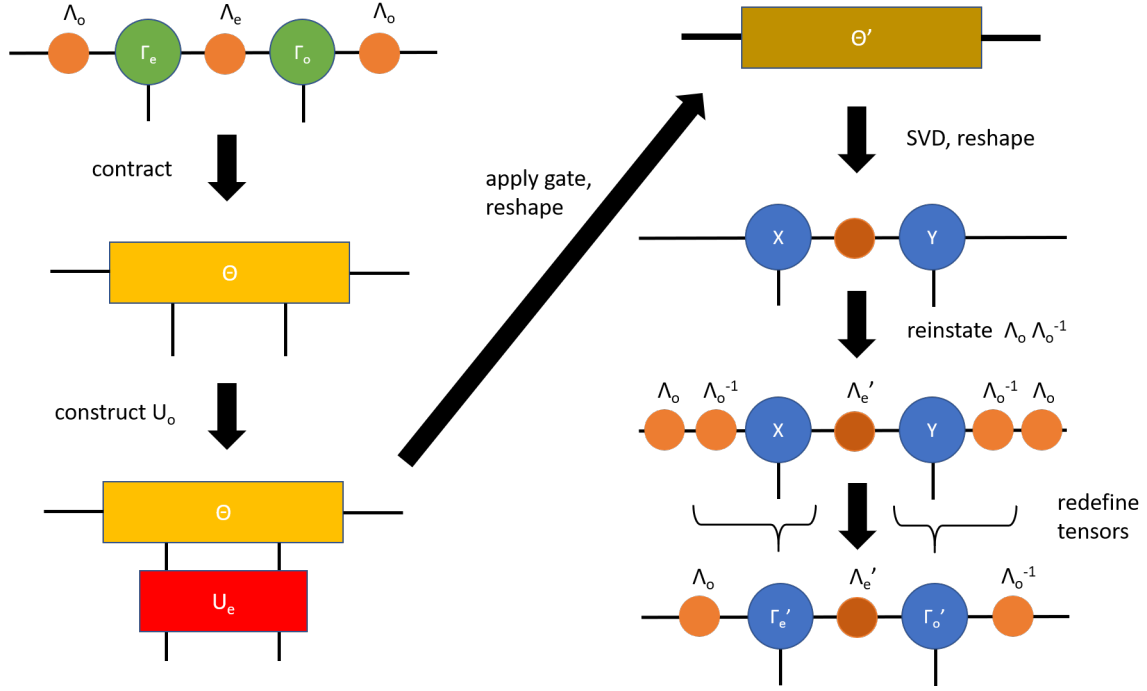 Λₒ Λₑ Λₒ
Γₑ Γₒ
contract
Θ
construct Uₒ
Θ
Uₑ
apply gate,
reshape
Θ’
SVD, reshape
X Y
reinstate Λₒ Λₒ⁻¹
Λₒ Λₒ⁻¹ Λₑ’ Λₒ⁻¹ Λₒ
X Y
redefine
tensors
Λₒ Λₑ’ Λₒ⁻¹
Γₑ’ Γₒ’